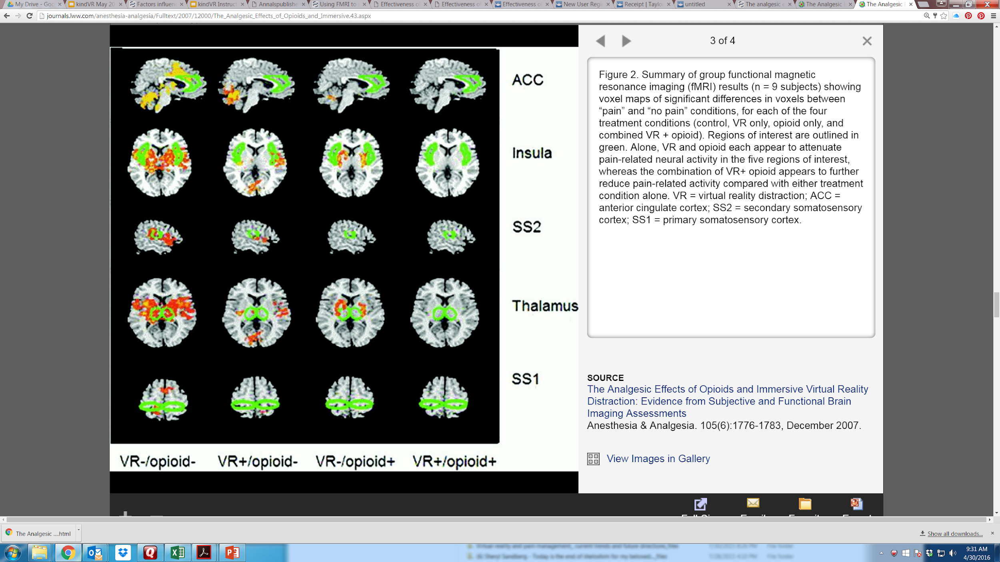 My Drive - Goo
kindVR May 20
Factors influen
kindVR Instruct
Annalspublishe
Using FMRI to
Effectiveness o
Effectiveness o
Effectiveness o
New User Regi
Receipt | Taylo
untitled
The analgesic e
The Analgesic
The Analgesic
journals.lww.com/anesthesia-analgesia/Fulltext/2007/12000/The_Analgesic_Effects_of_Opioids_and_Immersive.43.aspx
ACC
Insula
SS2
Thalamus
SS1
VR-/opioid- VR+/opioid- VR-/opioid+ VR+/opioid+
3 of 4
Figure 2. Summary of group functional magnetic
resonance imaging (fMRI) results (n = 9 subjects) showing
voxel maps of significant differences in voxels between
“pain” and “no pain” conditions, for each of the four
treatment conditions (control, VR only, opioid only, and
combined VR + opioid). Regions of interest are outlined in
green. Alone, VR and opioid each appear to attenuate
pain-related neural activity in the five regions of interest,
whereas the combination of VR+ opioid appears to further
reduce pain-related activity compared with either treatment
condition alone. VR = virtual reality distraction; ACC =
anterior cingulate cortex; SS2 = secondary somatosensory
cortex; SS1 = primary somatosensory cortex.
SOURCE
The Analgesic Effects of Opioids and Immersive Virtual Reality
Distraction: Evidence from Subjective and Functional Brain
Imaging Assessments
Anesthesia & Analgesia. 105(6):1776-1783, December 2007.
View Images in Gallery
The Analgesic ....html
Show all downloads...
9:31 AM
4/30/2016